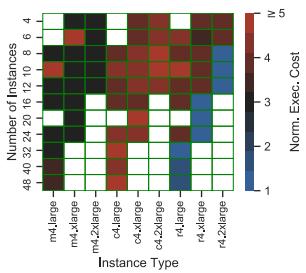 Number of Instances
4
6
8
10
12
16
20
24
32
40
48
m4.large
m4.xlarge
m4.2xlarge
c4.large
c4.xlarge
c4.2xlarge
r4.large
r4.xlarge
r4.2xlarge
Instance Type
≥ 5
4
3
2
1
Norm. Exec. Cost